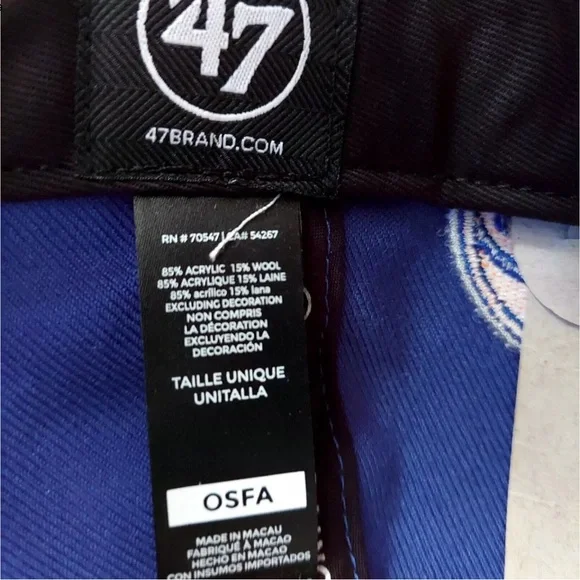 47
47BRAND.COM
RN # 70547 | CA# 54267
85% ACRYLIC 15% WOOL
85% ACRYLIQUE 15% LAINE
85% acrílico 15% lana
EXCLUDING DECORATION
NON COMPRIS
LA DÉCORATION
EXCLUYENDO LA
DECORACIÓN
TAILLE UNIQUE
UNITALLA
OSFA
MADE IN MACAU
FABRIQUÉ À MACAO
HECHO EN MACAO
CON INSUMOS IMPORTADOS